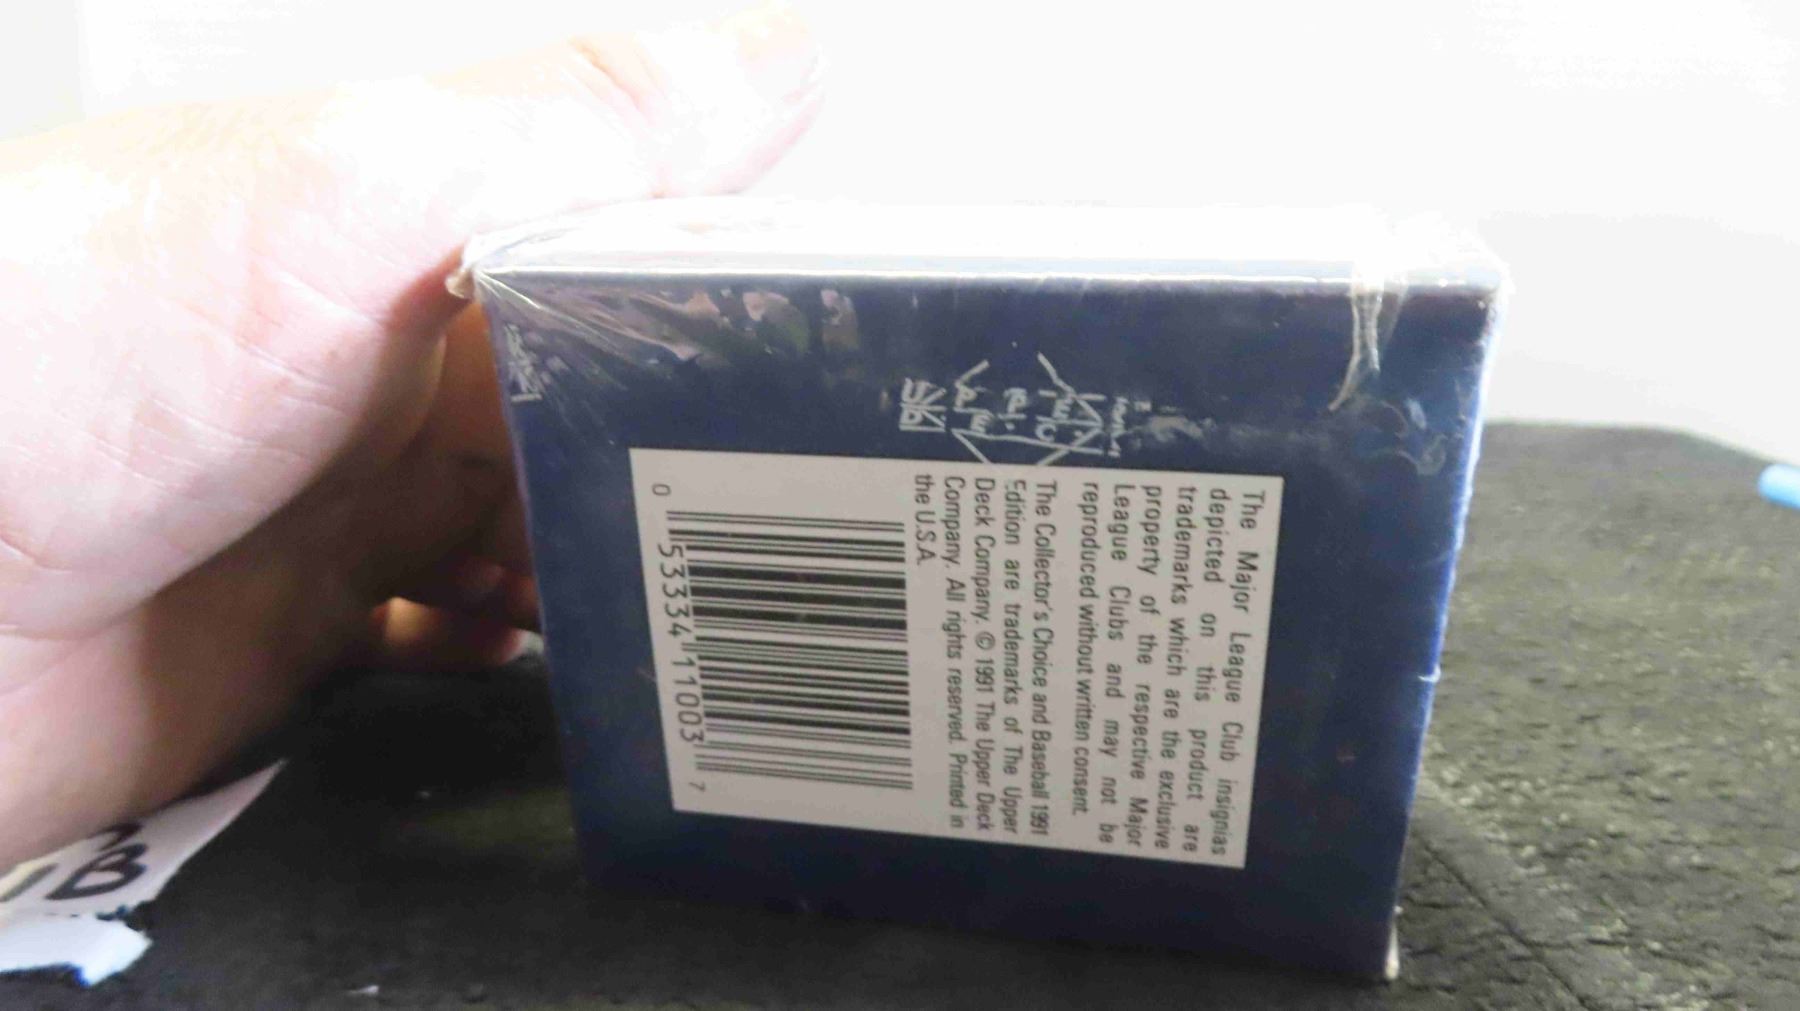 The Major League Club insignias
depicted on this product are
trademarks which are the exclusive
property of the respective Major
League Clubs and may not be
reproduced without written consent.
The Collector's Choice and Baseball 1991
Edition are trademarks of The Upper
Deck Company. © 1991 The Upper Deck
Company. All rights reserved. Printed in
the U.S.A.
0 53334 11003 7
B